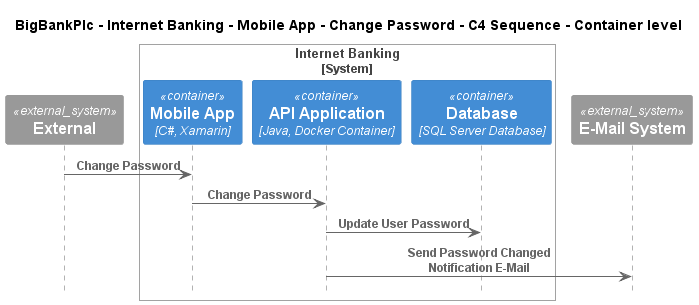 BigBankPlc - Internet Banking - Mobile App - Change Password - C4 Sequence - Container level
Internet Banking
[System]
«external_system»
External
«container»
Mobile App
[C#, Xamarin]
«container»
API Application
[Java, Docker Container]
«container»
Database
[SQL Server Database]
«external_system»
E-Mail System
Change Password
Change Password
Update User Password
Send Password Changed
Notification E-Mail